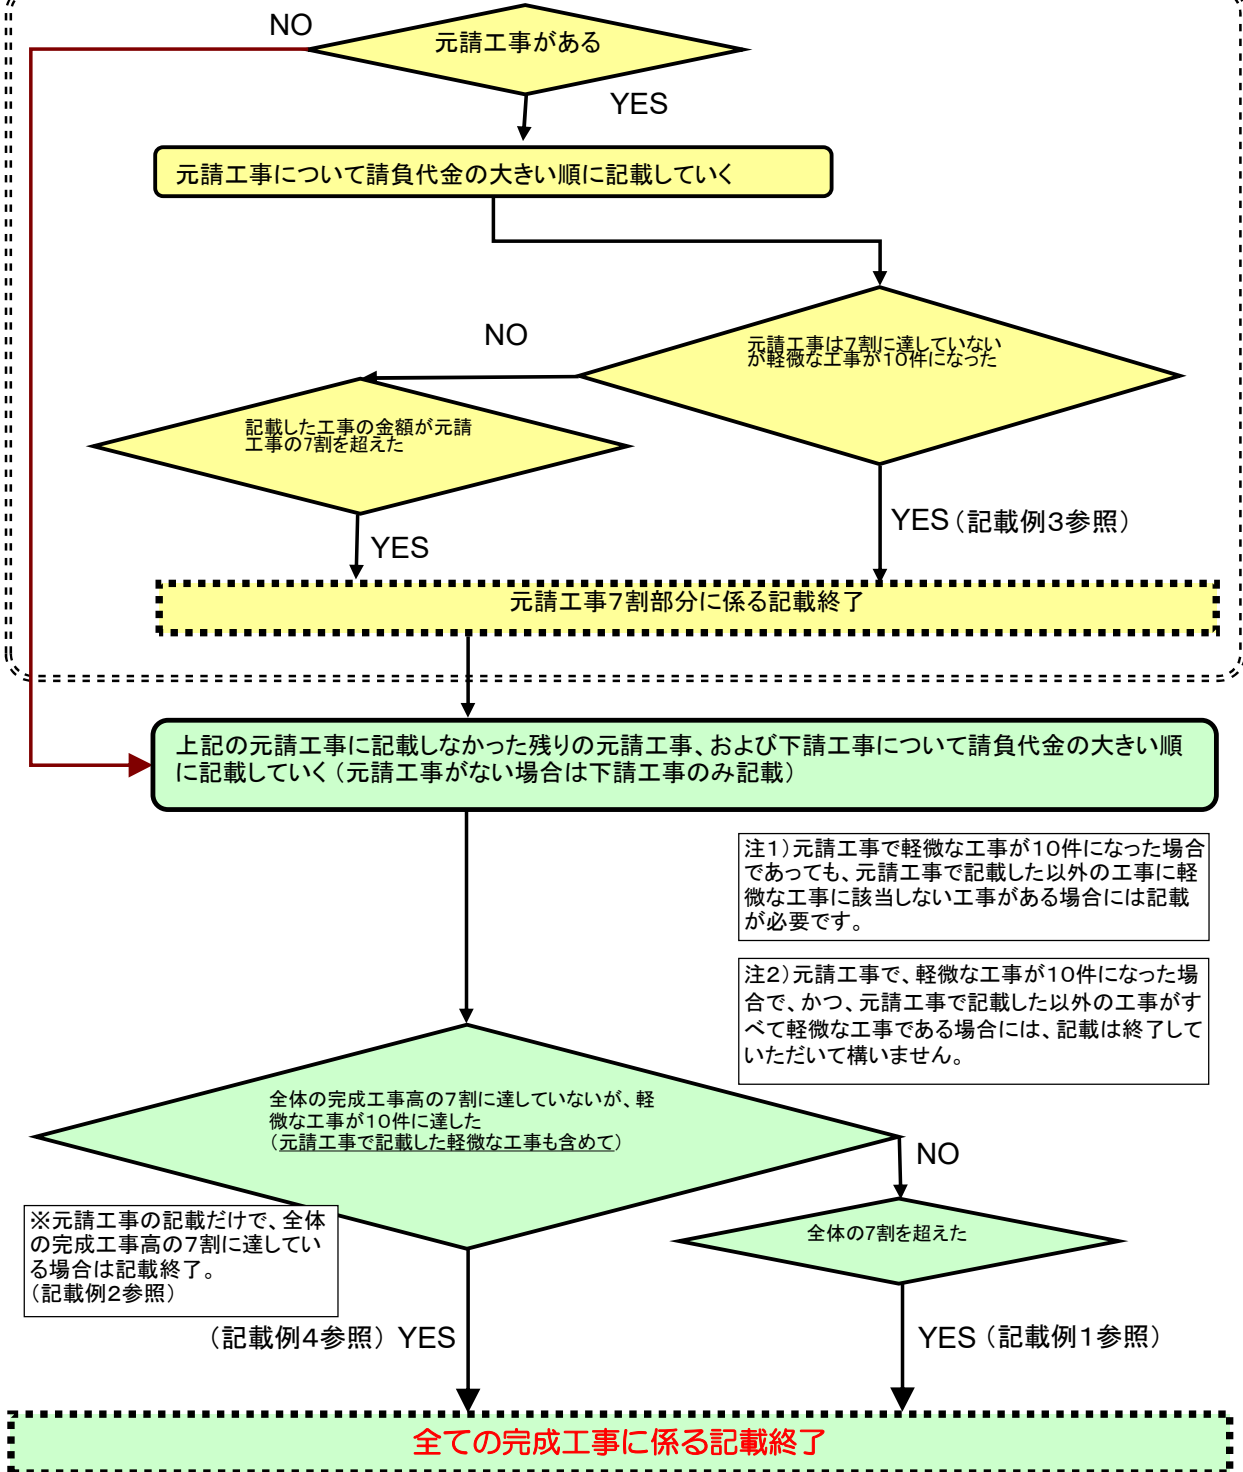 NO
元請工事がある
YES
元請工事について請負代金の大きい順に記載していく
NO
元請工事は7割に達していない
が軽微な工事が10件になった
記載した工事の金額が元請
工事の7割を超えた
YES（記載例3参照）
YES
元請工事7割部分に係る記載終了
上記の元請工事に記載しなかった残りの元請工事、および下請工事について請負代金の大きい順
に記載していく（元請工事がない場合は下請工事のみ記載）
注1）元請工事で軽微な工事が10件になった場合
であっても、元請工事で記載した以外の工事に軽
微な工事に該当しない工事がある場合には記載
が必要です。
注2）元請工事で、軽微な工事が10件になった場
合で、かつ、元請工事で記載した以外の工事がす
べて軽微な工事である場合には、記載は終了して
いただいて構いません。
全体の完成工事高の7割に達していないが、軽
微な工事が10件に達した
（元請工事で記載した軽微な工事も含めて）
NO
※元請工事の記載だけで、全体
の完成工事高の7割に達してい
る場合は記載終了。
（記載例2参照）
全体の7割を超えた
（記載例4参照）YES
YES（記載例1参照）
全ての完成工事に係る記載終了